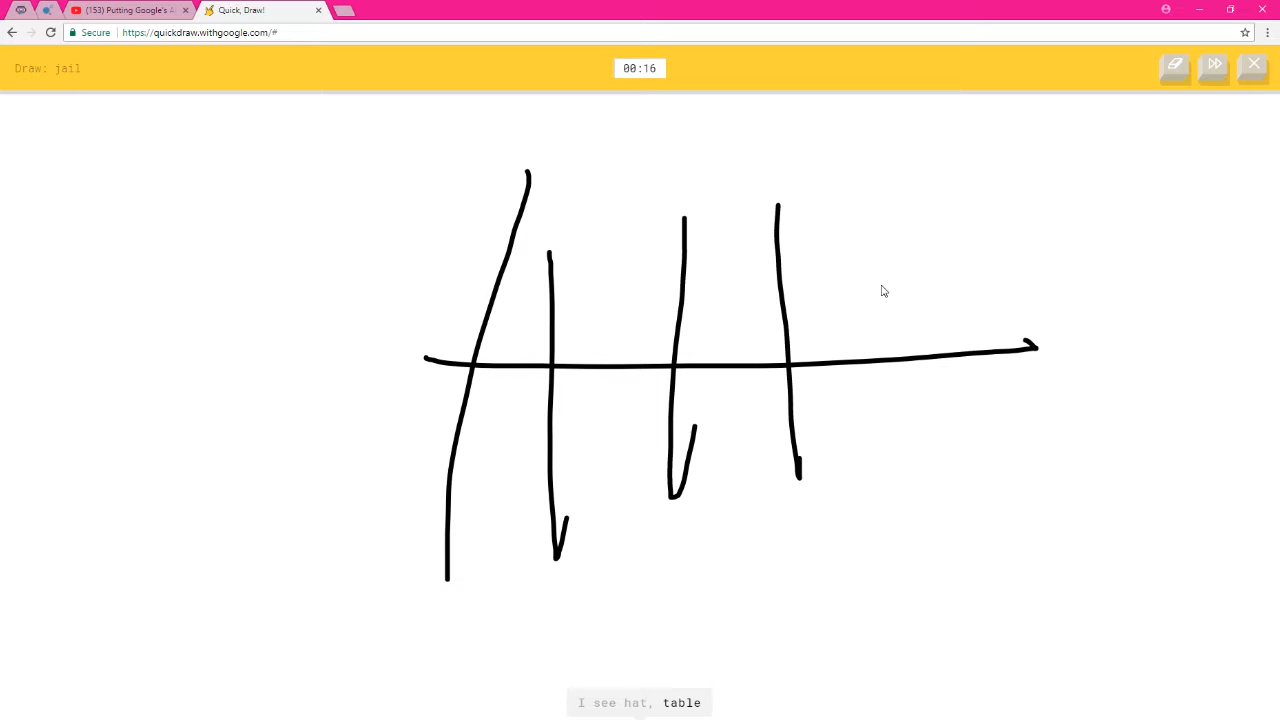 (153) Putting Google's A
Quick, Draw!
Secure
https://quickdraw.withgoogle.com/#
Draw: jail
00:16
I see hat, table